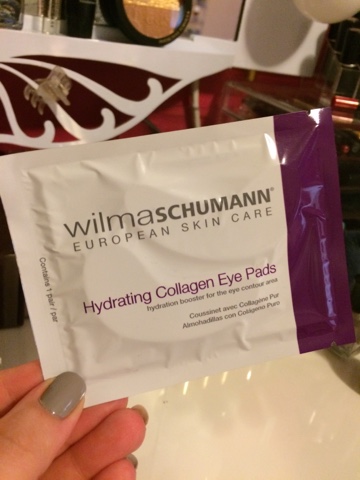 wilmaSCHUMANN®
EUROPEAN SKIN CARE
Hydrating Collagen Eye Pads
hydration booster for the eye contour area
Coussinet avec Collagène Pur
Almohadillas con Colágeno Puro
Contains 1 pair / par